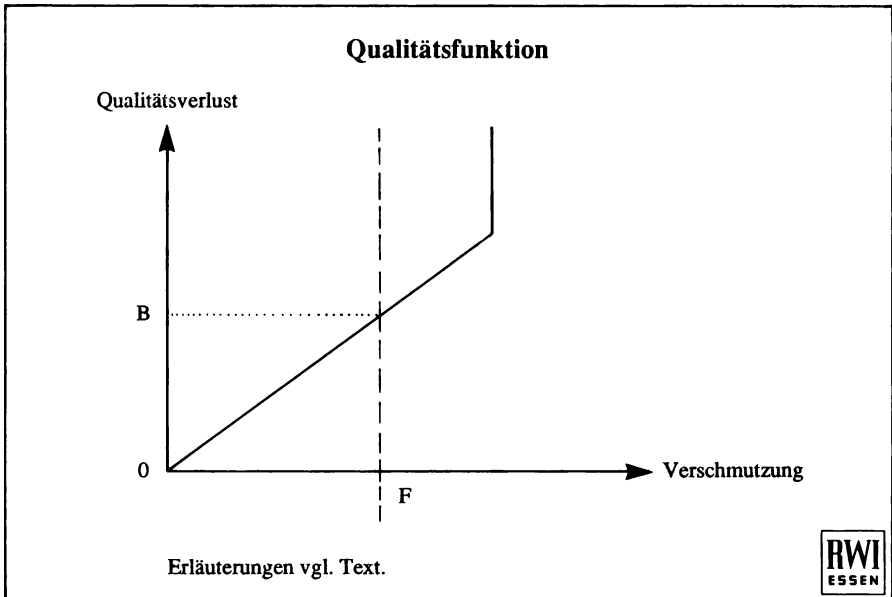 Qualitätsfunktion
Qualitätsverlust
B
0
Verschmutzung
F
Erläuterungen vgl. Text.
RWI
ESSEN